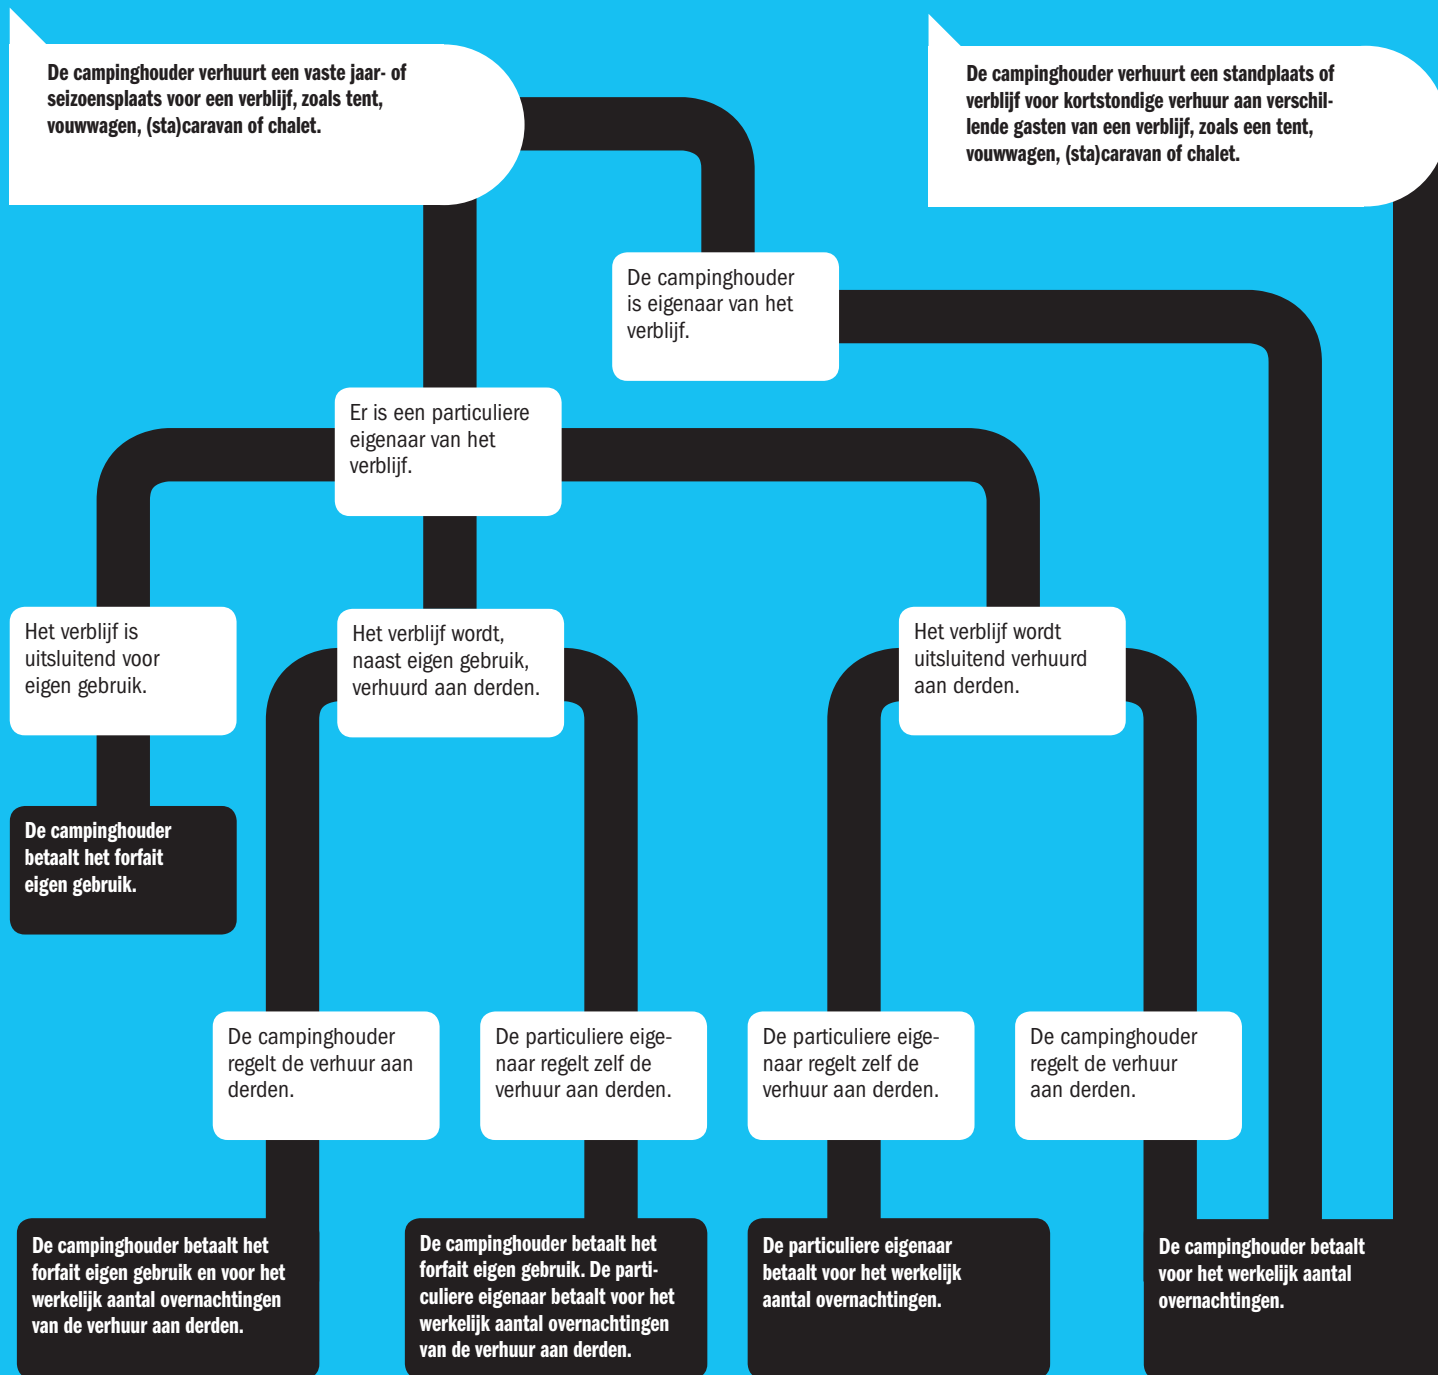 De campinghouder verhuurt een vaste jaar- of
seizoensplaats voor een verblijf, zoals tent,
vouwwagen, (sta)caravan of chalet.
De campinghouder verhuurt een standplaats of
verblijf voor kortstondige verhuur aan verschil-
lende gasten van een verblijf, zoals een tent,
vouwwagen, (sta)caravan of chalet.
De campinghouder
is eigenaar van het
verblijf.
Er is een particuliere
eigenaar van het
verblijf.
Het verblijf is
uitsluitend voor
eigen gebruik.
Het verblijf wordt,
naast eigen gebruik,
verhuurd aan derden.
Het verblijf wordt
uitsluitend verhuurd
aan derden.
De campinghouder
betaalt het forfait
eigen gebruik.
De campinghouder
regelt de verhuur aan
derden.
De particuliere eige-
naar regelt zelf de
verhuur aan derden.
De particuliere eige-
naar regelt zelf de
verhuur aan derden.
De campinghouder
regelt de verhuur
aan derden.
De campinghouder betaalt het
forfait eigen gebruik en voor het
werkelijk aantal overnachtingen
van de verhuur aan derden.
De campinghouder betaalt het
forfait eigen gebruik. De parti-
culiere eigenaar betaalt voor het
werkelijk aantal overnachtingen
van de verhuur aan derden.
De particuliere eigenaar
betaalt voor het werkelijk
aantal overnachtingen.
De campinghouder betaalt
voor het werkelijk aantal
overnachtingen.